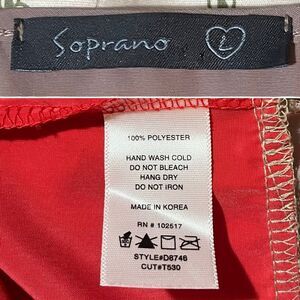 Soprano L
100% POLYESTER
HAND WASH COLD
DO NOT BLEACH
HANG DRY
DO NOT IRON
MADE IN KOREA
RN # 102517
STYLE#D8746
CUT#T530